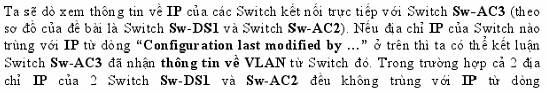 Ta sẽ dò xem thông tin về IP của các Switch kết nối trực tiếp với Switch Sw-AC3 (theo
sơ đồ của đề bài là Switch Sw-DS1 và Switch Sw-AC2). Nếu địa chỉ IP của Switch nào
trùng với IP từ dòng “Configuration last modified by …” ở trên thì ta có thể kết luận
Switch Sw-AC3 đã nhận thông tin về VLAN từ Switch đó. Trong trường hợp cả 2 địa
chỉ IP của 2 Switch Sw-DS1 và Sw-AC2 đều không trùng với IP từ dòng